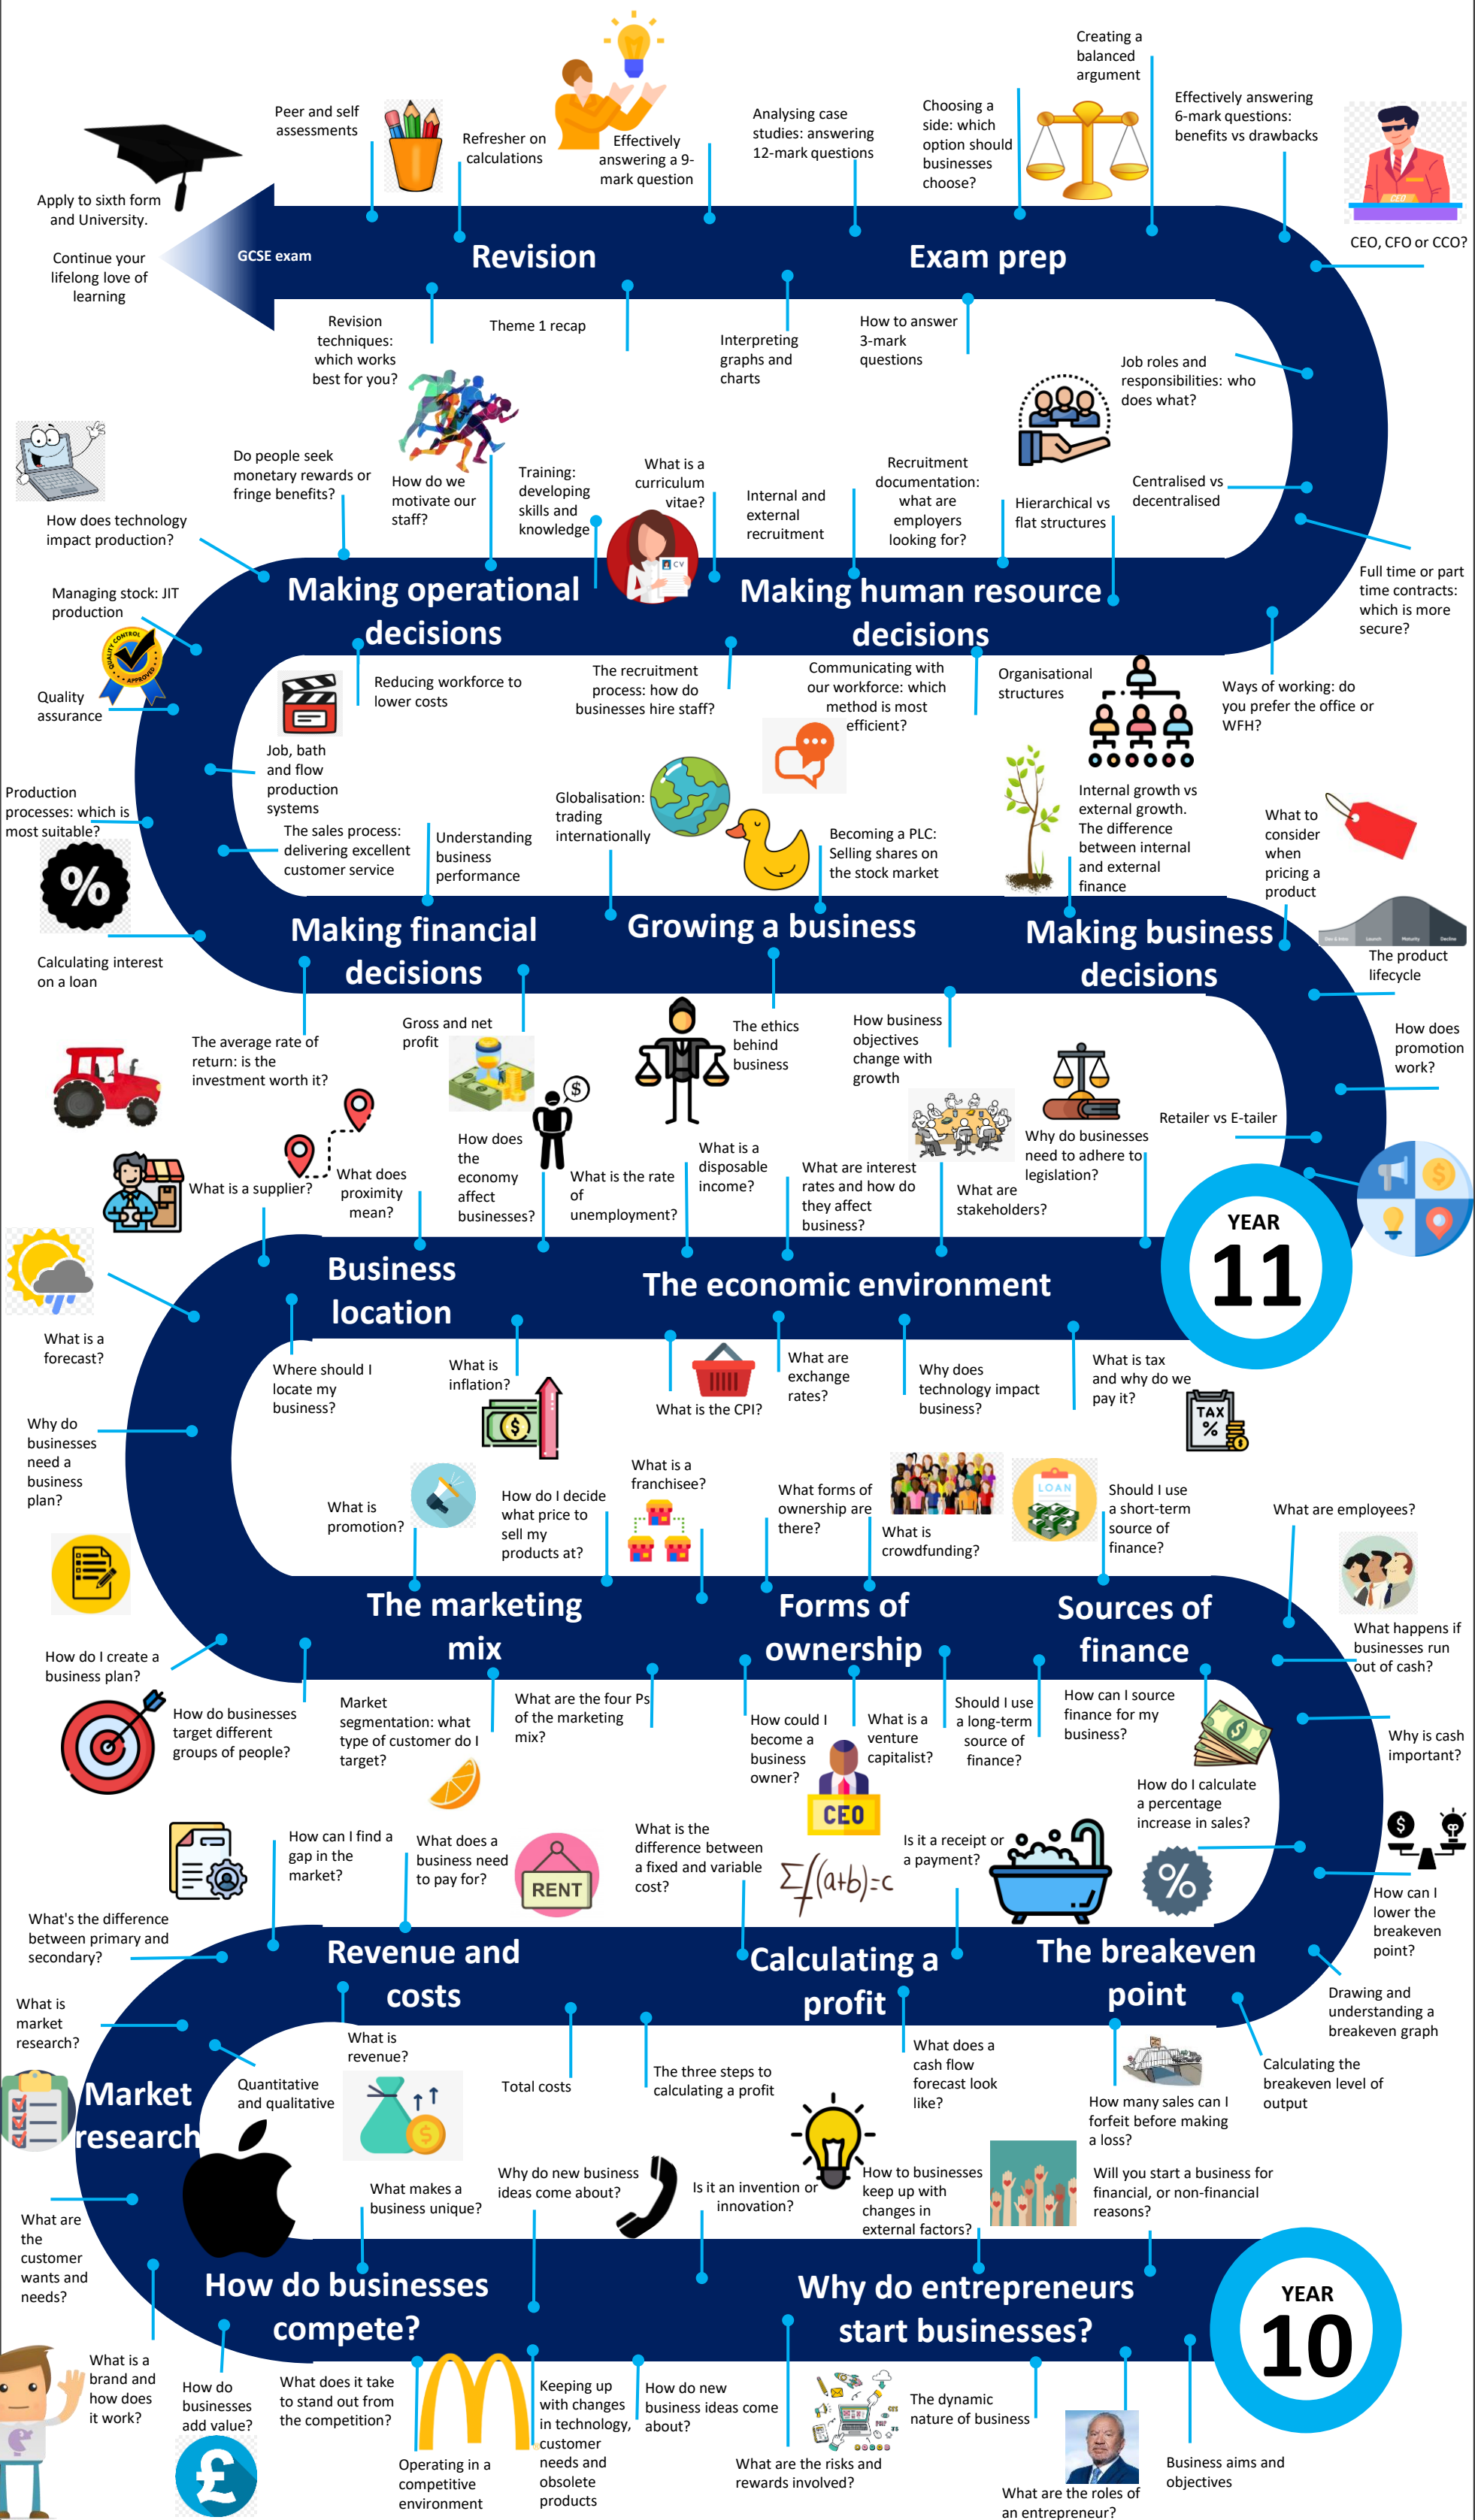 Creating a
balanced
argument
Peer and self
assessments
Refresher on
calculations
Effectively
answering a 9-
mark question
Analysing case
studies: answering
12-mark questions
Choosing a
side: which
option should
businesses
choose?
Effectively answering
6-mark questions:
benefits vs drawbacks
CEO
CEO, CFO or CCO?
Apply to sixth form
and University.
Continue your
lifelong love of
learning
GCSE exam
Revision
Exam prep
Revision
techniques:
which works
best for you?
Theme 1 recap
Interpreting
graphs and
charts
How to answer
3-mark
questions
Job roles and
responsibilities: who
does what?
How does technology
impact production?
Do people seek
monetary rewards or
fringe benefits?
How do we
motivate our
staff?
Training:
developing
skills and
knowledge
What is a
curriculum
vitae?
CV
Internal and
external
recruitment
Recruitment
documentation:
what are
employers
looking for?
Hierarchical vs
flat structures
Centralised vs
decentralised
Full time or part
time contracts:
which is more
secure?
Making operational
decisions
Making human resource
decisions
Managing stock: JIT
production
QUALITY CONTROL
APPROVED
Quality
assurance
Reducing workforce to
lower costs
The recruitment
process: how do
businesses hire staff?
Communicating with
our workforce: which
method is most
efficient?
Organisational
structures
Ways of working: do
you prefer the office or
WFH?
Job, bath
and flow
production
systems
Production
processes: which is
most suitable?
The sales process:
delivering excellent
customer service
Understanding
business
performance
Globalisation:
trading
internationally
Becoming a PLC:
Selling shares on
the stock market
Internal growth vs
external growth.
The difference
between internal
and external
finance
What to
consider
when
pricing a
product
%
Launch
Maturity
Decline
The product
lifecycle
Making financial
decisions
Growing a business
Making business
decisions
Calculating interest
on a loan
The average rate of
return: is the
investment worth it?
Gross and net
profit
The ethics
behind
business
How business
objectives
change with
growth
How does
promotion
work?
Retailer vs E-tailer
What is a supplier?
What does
proximity
mean?
How does
the
economy
affect
businesses?
$
What is the rate
of
unemployment?
What is a
disposable
income?
What are interest
rates and how do
they affect
business?
What are
stakeholders?
Why do businesses
need to adhere to
legislation?
$
YEAR
11
Business
location
The economic environment
What is a
forecast?
Where should I
locate my
business?
What is
inflation?
$
What is the CPI?
What are
exchange
rates?
Why does
technology impact
business?
What is tax
and why do we
pay it?
TAX
%
Why do
businesses
need a
business
plan?
What is
promotion?
How do I decide
what price to
sell my
products at?
What is a
franchisee?
What forms of
ownership are
there?
What is
crowdfunding?
LOAN
Should I use
a short-term
source of
finance?
What are employees?
The marketing
mix
Forms of
ownership
Sources of
finance
What happens if
businesses run
out of cash?
How do I create a
business plan?
How do businesses
target different
groups of people?
Market
segmentation: what
type of customer do I
target?
What are the four Ps
of the marketing
mix?
How could I
become a
business
owner?
What is a
venture
capitalist?
CEO
Should I use
a long-term
source of
finance?
How can I source
finance for my
business?
$
Why is cash
important?
How do I calculate
a percentage
increase in sales?
%
How can I find a
gap in the
market?
What does a
business need
to pay for?
RENT
What is the
difference between
a fixed and variable
cost?
Σ∫(a+b)=c
Is it a receipt or
a payment?
$
How can I
lower the
breakeven
point?
What's the difference
between primary and
secondary?
Revenue and
costs
Calculating a
profit
The breakeven
point
Drawing and
understanding a
breakeven graph
What is
market
research?
What is
revenue?
Total costs
The three steps to
calculating a profit
What does a
cash flow
forecast look
like?
How many sales can I
forfeit before making
a loss?
Calculating the
breakeven level of
output
Quantitative
and qualitative
Market
research
$
What are
the
customer
wants and
needs?
What makes a
business unique?
Why do new business
ideas come about?
Is it an invention or
innovation?
How to businesses
keep up with
changes in
external factors?
Will you start a business for
financial, or non-financial
reasons?
How do businesses
compete?
Why do entrepreneurs
start businesses?
YEAR
10
What is a
brand and
how does
it work?
How do
businesses
add value?
£
What does it take
to stand out from
the competition?
Operating in a
competitive
environment
Keeping up
with changes
in technology,
customer
needs and
obsolete
products
How do new
business ideas come
about?
What are the risks and
rewards involved?
The dynamic
nature of business
What are the roles of
an entrepreneur?
Business aims and
objectives